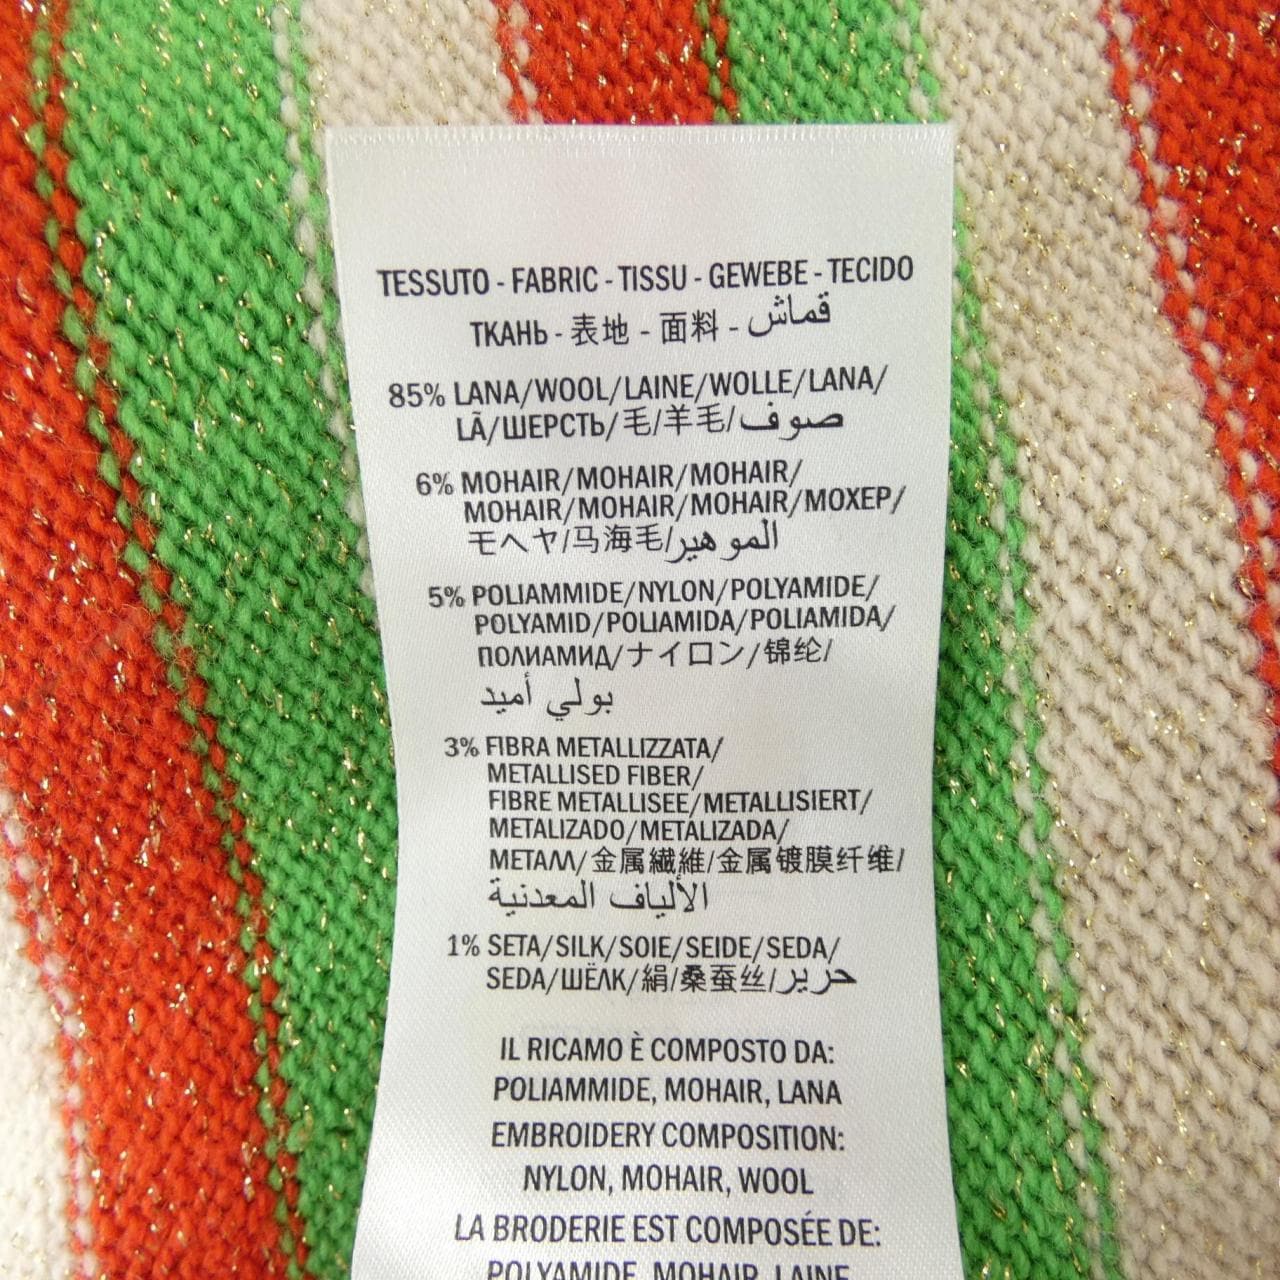 TESSUTO - FABRIC - TISSU - GEWEBE - TECIDO
ТКАНЬ - 表地 - 面料 - قماش
85% LANA/WOOL/LAINE/WOLLE/LANA/
LÃ/ШЕРСТЬ/毛/羊毛/صوف
6% MOHAIR/MOHAIR/MOHAIR/
MOHAIR/MOHAIR/MOHAIR/МОХЕР/
モヘヤ/马海毛/الموهير
5% POLIAMMIDE/NYLON/POLYAMIDE/
POLYAMID/POLIAMIDA/POLIAMIDA/
ПОЛИАМИД/ナイロン/锦纶/
بولي أميد
3% FIBRA METALLIZZATA/
METALLISED FIBER/
FIBRE METALLISEE/METALLISIERT/
METALIZADO/METALIZADA/
МЕТАЛЛ/金属繊維/金属镀膜纤维/
الألياف المعدنية
1% SETA/SILK/SOIE/SEIDE/SEDA/
SEDA/ШЁЛК/絹/桑蚕丝/حرير
IL RICAMO È COMPOSTO DA:
POLIAMMIDE, MOHAIR, LANA
EMBROIDERY COMPOSITION:
NYLON, MOHAIR, WOOL
LA BRODERIE EST COMPOSÉE DE:
POLYAMIDE, MOHAIR, LAINE